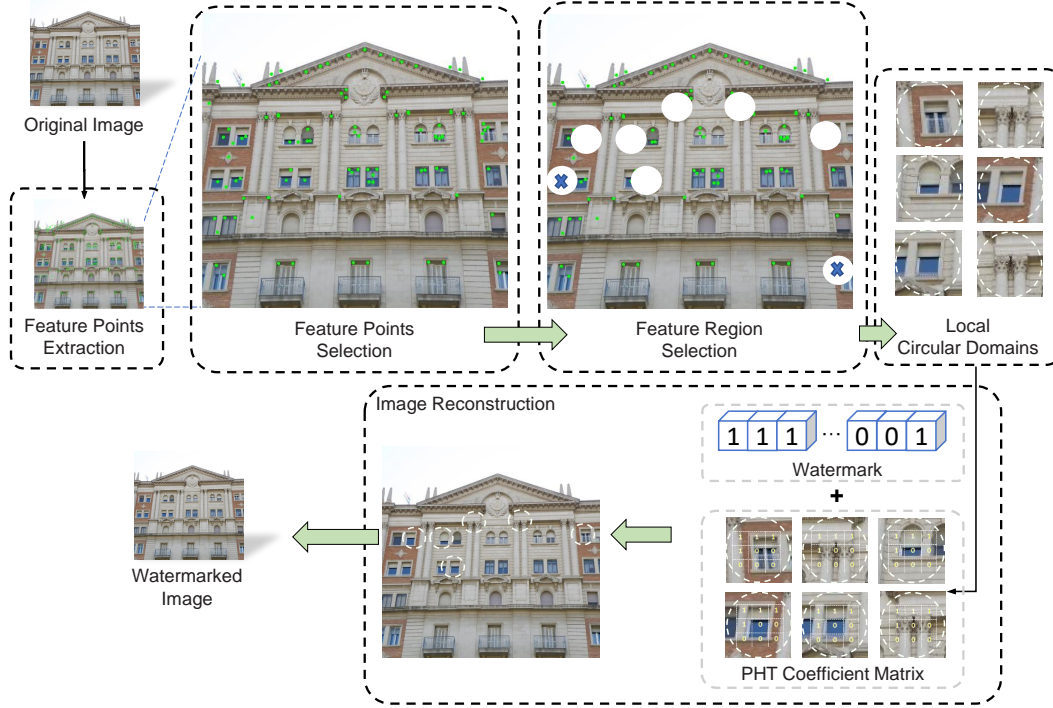 Original Image
Feature Points
Extraction
Feature Points
Selection
Feature Region
Selection
Local
Circular Domains
Image Reconstruction
1 1 1 ... 0 0 1
Watermark
+
PHT Coefficient Matrix
Watermarked
Image